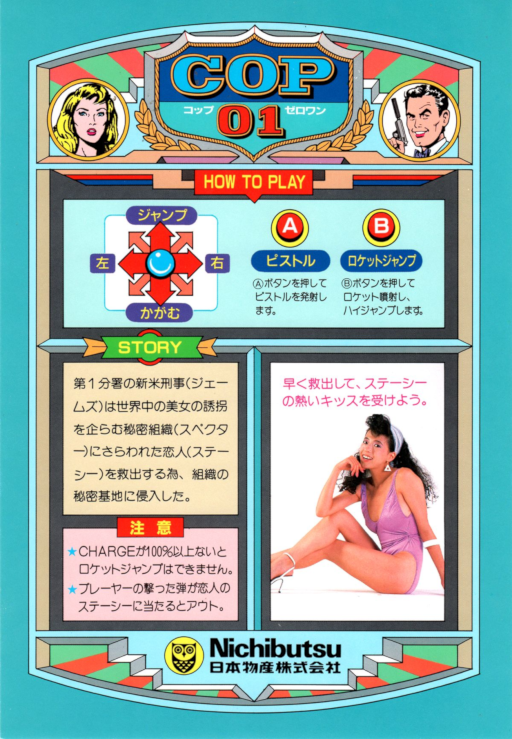 COP
コップ ゼロワン
01
HOW TO PLAY
ジャンプ
左 右
かがむ
A B
ピストル ロケットジャンプ
Ⓐボタンを押して
ピストルを発射し
ます。
Ⓑボタンを押して
ロケット噴射し、
ハイジャンプします。
STORY
第1分署の新米刑事(ジェー
ムズ)は世界中の美女の誘拐
を企らむ秘密組織(スペクタ
ー)にさらわれた恋人(ステー
シー)を救出する為、組織の
秘密基地に侵入した。
注意
★CHARGEが100%以上ないと
ロケットジャンプはできません。
★プレーヤーの撃った弾が恋人の
ステーシーに当たるとアウト。
早く救出して、ステーシー
の熱いキッスを受けよう。
Nichibutsu
日本物産株式会社